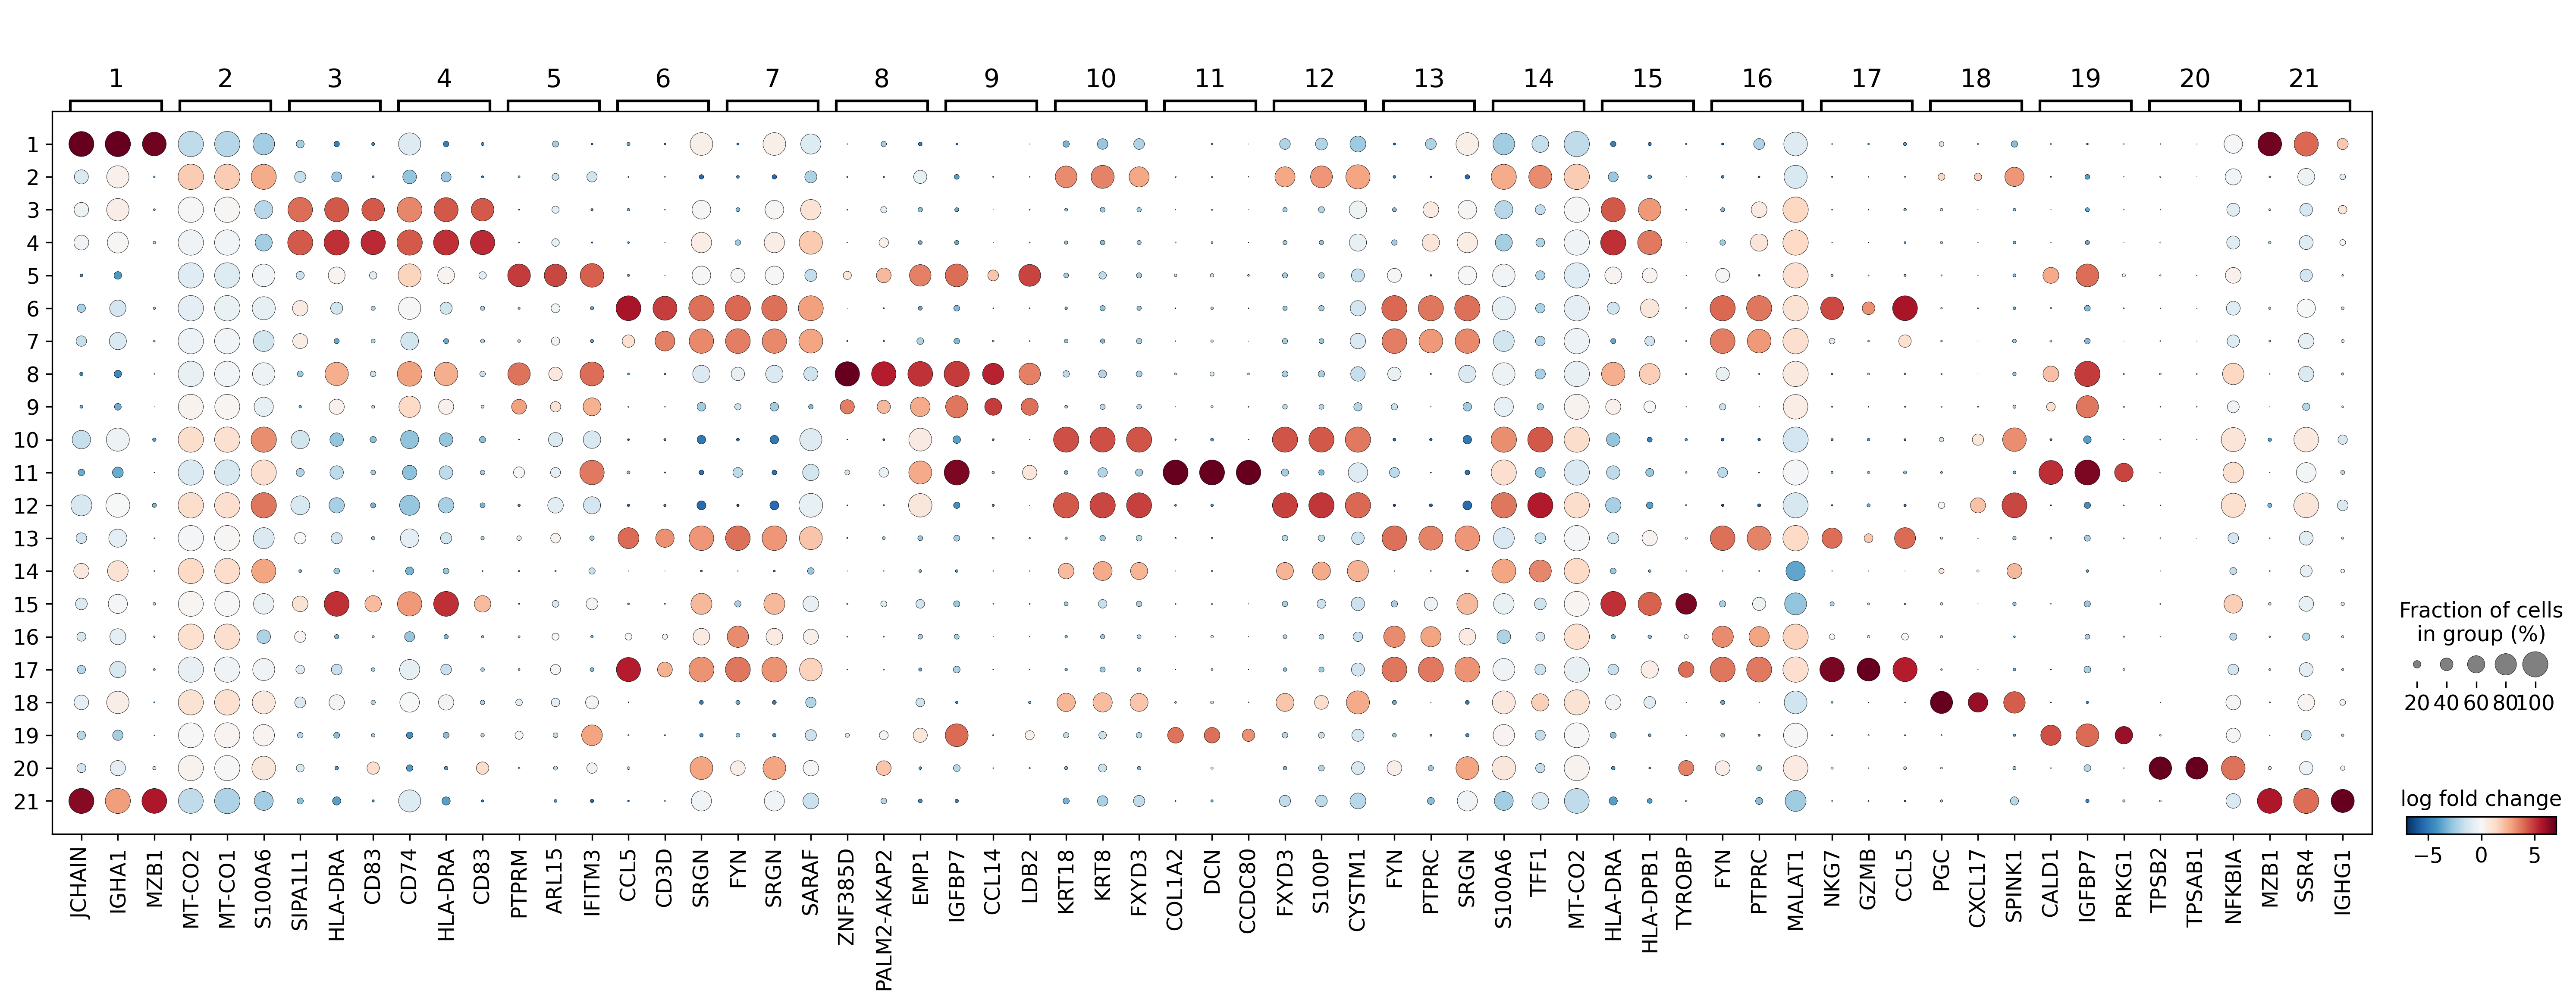 1 2 3 4 5 6 7 8 9 10 11 12 13 14 15 16 17 18 19 20 21
1
2
3
4
5
6
7
8
9
10
11
12
13
14
15
16
17
18
19
20
21
JCHAIN
IGHA1
MZB1
MT-CO2
MT-CO1
S100A6
SIPA1L1
HLA-DRA
CD83
CD74
HLA-DRA
CD83
PTPRM
ARL15
IFITM3
CCL5
CD3D
SRGN
FYN
SRGN
SARAF
ZNF385D
PALM2-AKAP2
EMP1
IGFBP7
CCL14
LDB2
KRT18
KRT8
FXYD3
COL1A2
DCN
CCDC80
FXYD3
S100P
CYSTM1
FYN
PTPRC
SRGN
S100A6
TFF1
MT-CO2
HLA-DRA
HLA-DPB1
TYROBP
FYN
PTPRC
MALAT1
NKG7
GZMB
CCL5
PGC
CXCL17
SPINK1
CALD1
IGFBP7
PRKG1
TPSB2
TPSAB1
NFKBIA
MZB1
SSR4
IGHG1
Fraction of cells
in group (%)
20 40 60 80 100
log fold change
−5 0 5